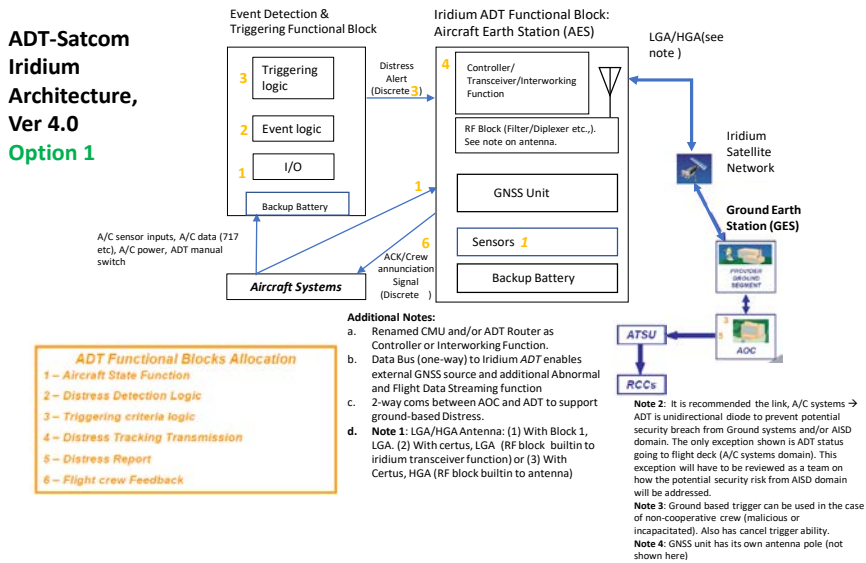 ADT-Satcom
Iridium
Architecture,
Ver 4.0
Option 1
Event Detection &
Triggering Functional Block
3
Triggering
logic
2
Event logic
1
I/O
Backup Battery
Distress
Alert
(Discrete 3)
Iridium ADT Functional Block:
Aircraft Earth Station (AES)
4
Controller/
Transceiver/Interworking
Function
RF Block (Filter/Diplexer etc.,).
See note on antenna.
GNSS Unit
Sensors 1
Backup Battery
1
6
LGA/HGA(see
note )
Iridium
Satellite
Network
Ground Earth
Station (GES)
PROVIDER
GROUND
SEGMENT
3
5
AOC
ATSU
RCCs
A/C sensor inputs, A/C data (717
etc), A/C power, ADT manual
switch
Aircraft Systems
ACK/Crew
annunciation
Signal
(Discrete )
ADT Functional Blocks Allocation
1 – Aircraft State Function
2 – Distress Detection Logic
3 – Triggering criteria logic
4 – Distress Tracking Transmission
5 – Distress Report
6 – Flight crew Feedback
Additional Notes:
a. Renamed CMU and/or ADT Router as
Controller or Interworking Function.
b. Data Bus (one-way) to Iridium ADT enables
external GNSS source and additional Abnormal
and Flight Data Streaming function
c. 2-way coms between AOC and ADT to support
ground-based Distress.
d. Note 1: LGA/HGA Antenna: (1) With Block 1,
LGA. (2) With certus, LGA (RF block builtin to
iridium transceiver function) or (3) With
Certus, HGA (RF block builtin to antenna)
Note 2: It is recommended the link, A/C systems →
ADT is unidirectional diode to prevent potential
security breach from Ground systems and/or AISD
domain. The only exception shown is ADT status
going to flight deck (A/C systems domain). This
exception will have to be reviewed as a team on
how the potential security risk from AISD domain
will be addressed.
Note 3: Ground based trigger can be used in the case
of non-cooperative crew (malicious or
incapacitated). Also has cancel trigger ability.
Note 4: GNSS unit has its own antenna pole (not
shown here)